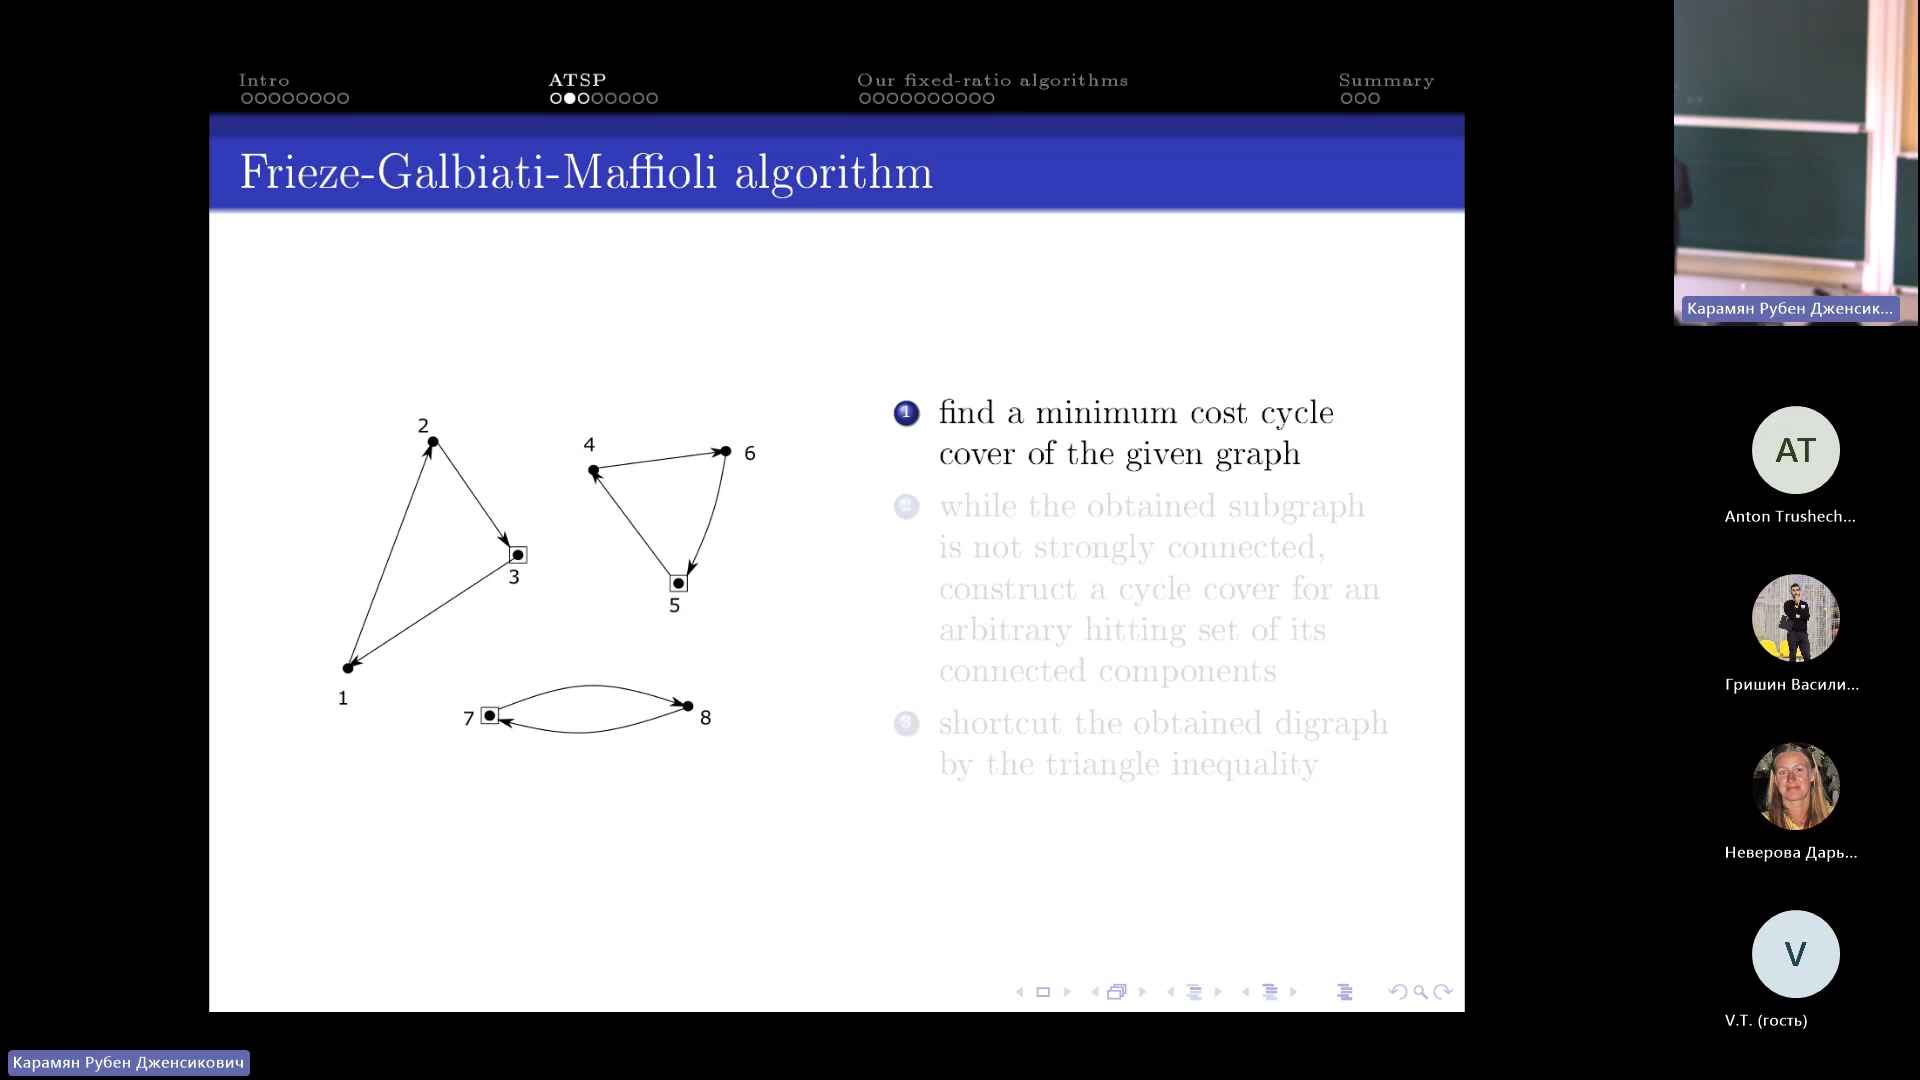 Intro
ATSP
Our fixed-ratio algorithms
Summary
Frieze-Galbiati-Maffioli algorithm
1 find a minimum cost cycle
cover of the given graph
2 while the obtained subgraph
is not strongly connected,
construct a cycle cover for an
arbitrary hitting set of its
connected components
3 shortcut the obtained digraph
by the triangle inequality
2
4
6
3
5
1
7
8
Карамян Рубен Дженсик...
AT
Anton Trushech...
Гришин Васили...
Неверова Дарь...
V
V.T. (гость)
Карамян Рубен Дженсикович